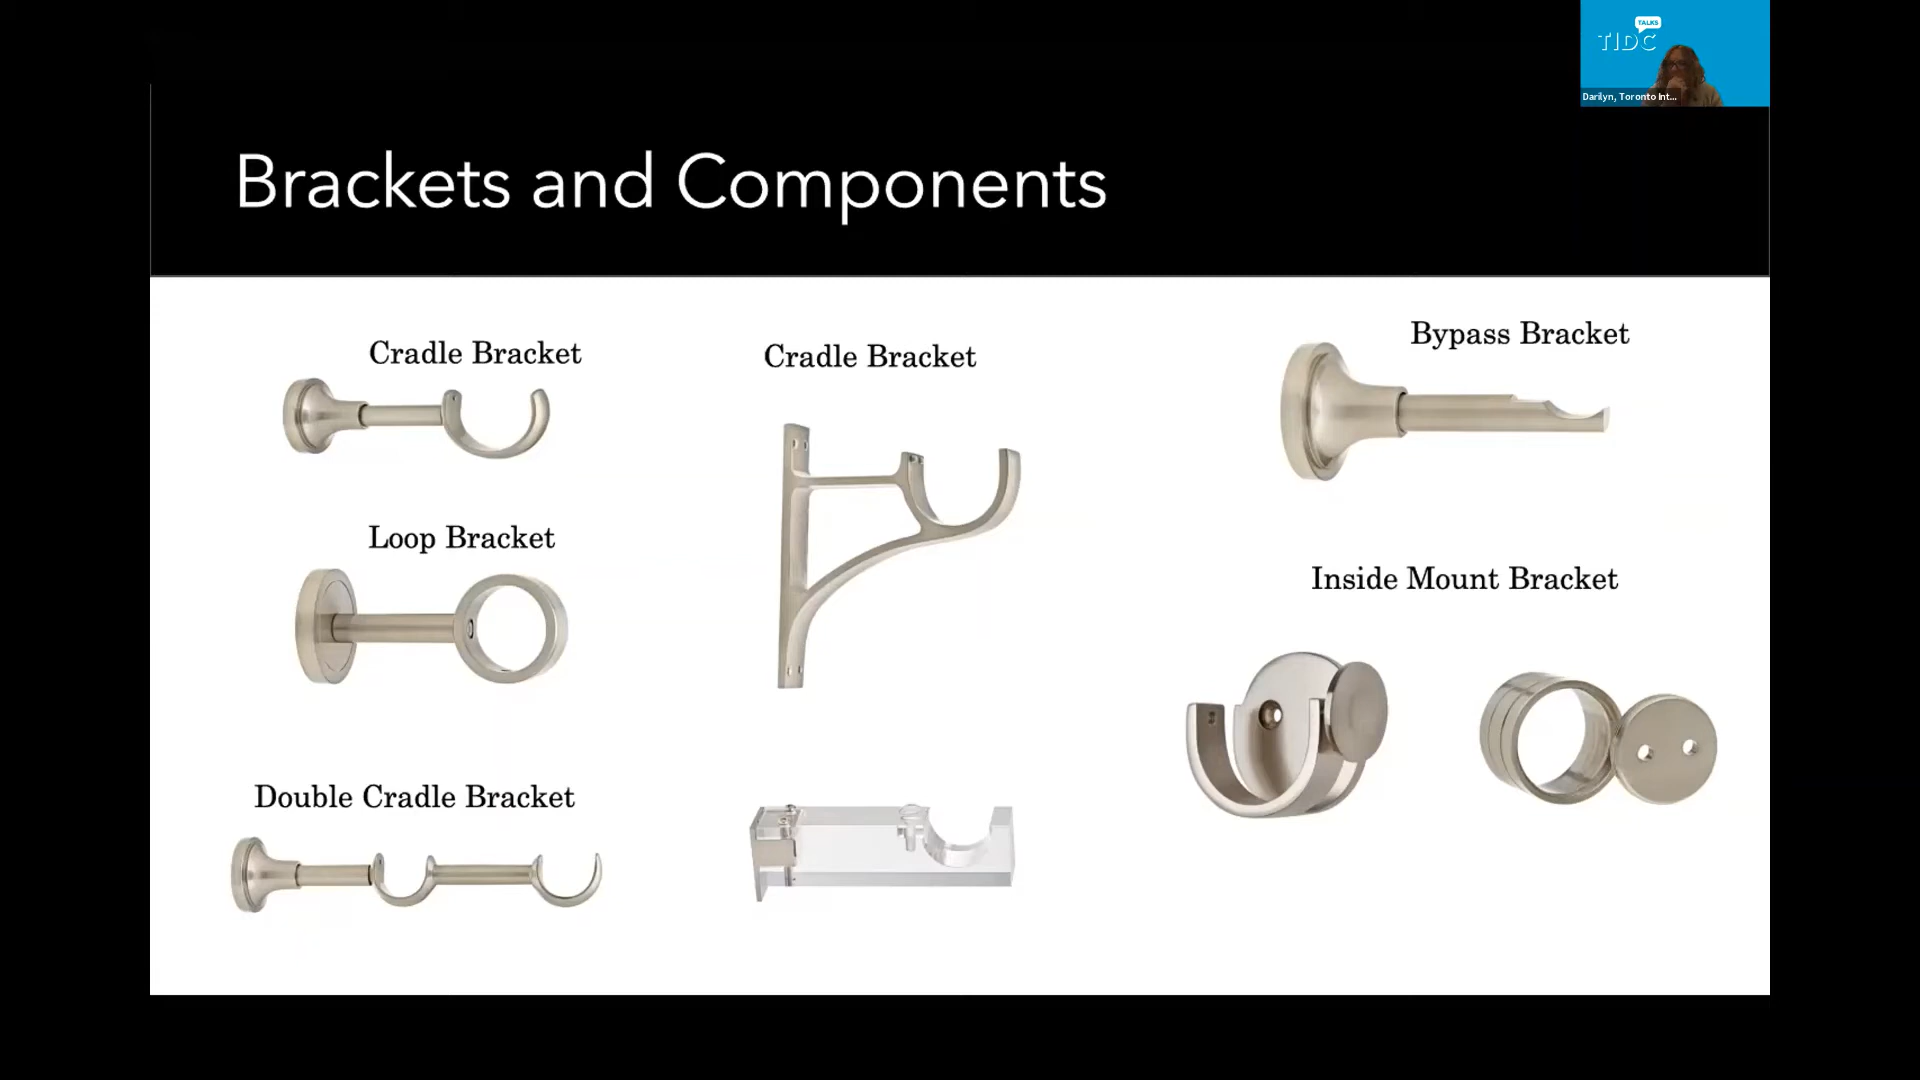 TALKS
TIDC
Darilyn, Toronto Int...
Brackets and Components
Cradle Bracket
Cradle Bracket
Bypass Bracket
Loop Bracket
Inside Mount Bracket
Double Cradle Bracket